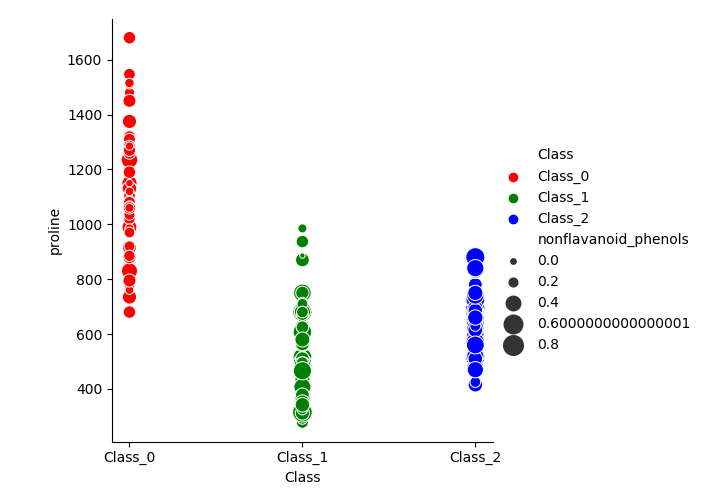 1600
1400
1200
1000
800
600
400
proline
Class_0
Class_1
Class_2
Class
Class
Class_0
Class_1
Class_2
nonflavanoid_phenols
0.0
0.2
0.4
0.6000000000000001
0.8